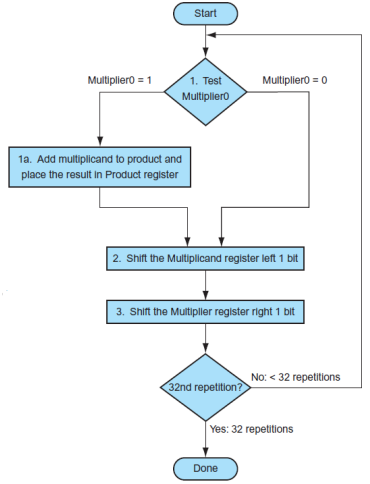 Start
Multiplier0 = 1
1. Test
Multiplier0
Multiplier0 = 0
1a. Add multiplicand to product and
place the result in Product register
2. Shift the Multiplicand register left 1 bit
3. Shift the Multiplier register right 1 bit
32nd repetition?
No: < 32 repetitions
Yes: 32 repetitions
Done